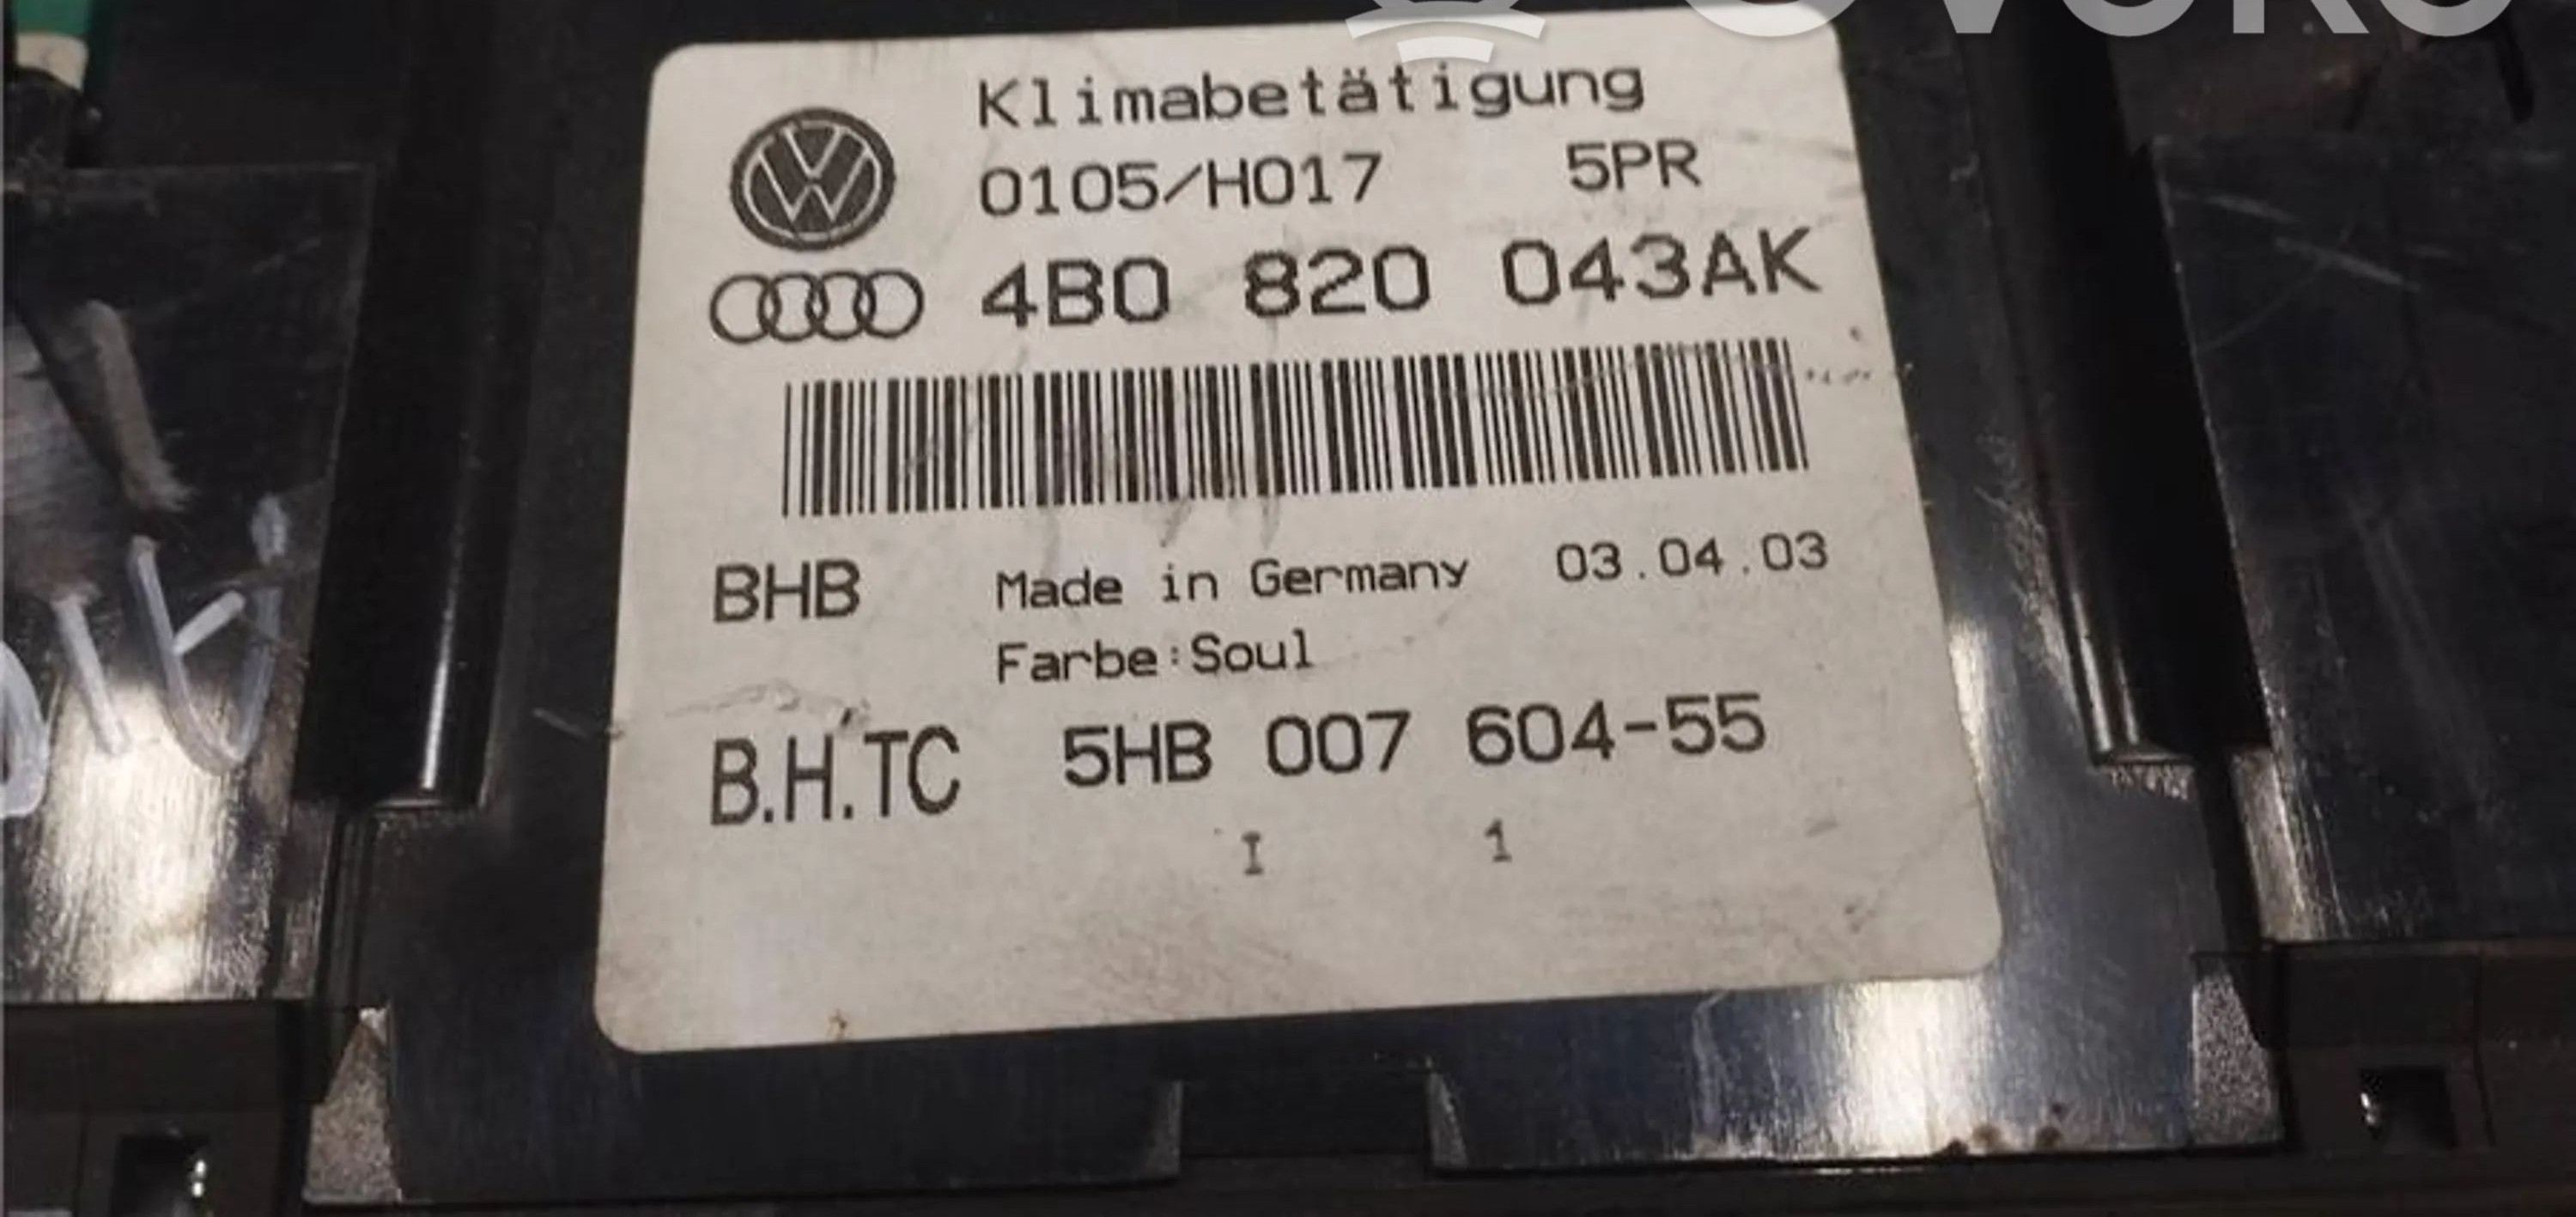 Klimabetätigung
0105/H017 5PR
4B0 820 043AK
BHB Made in Germany 03.04.03
Farbe:Soul
B.H.TC 5HB 007 604-55
I 1